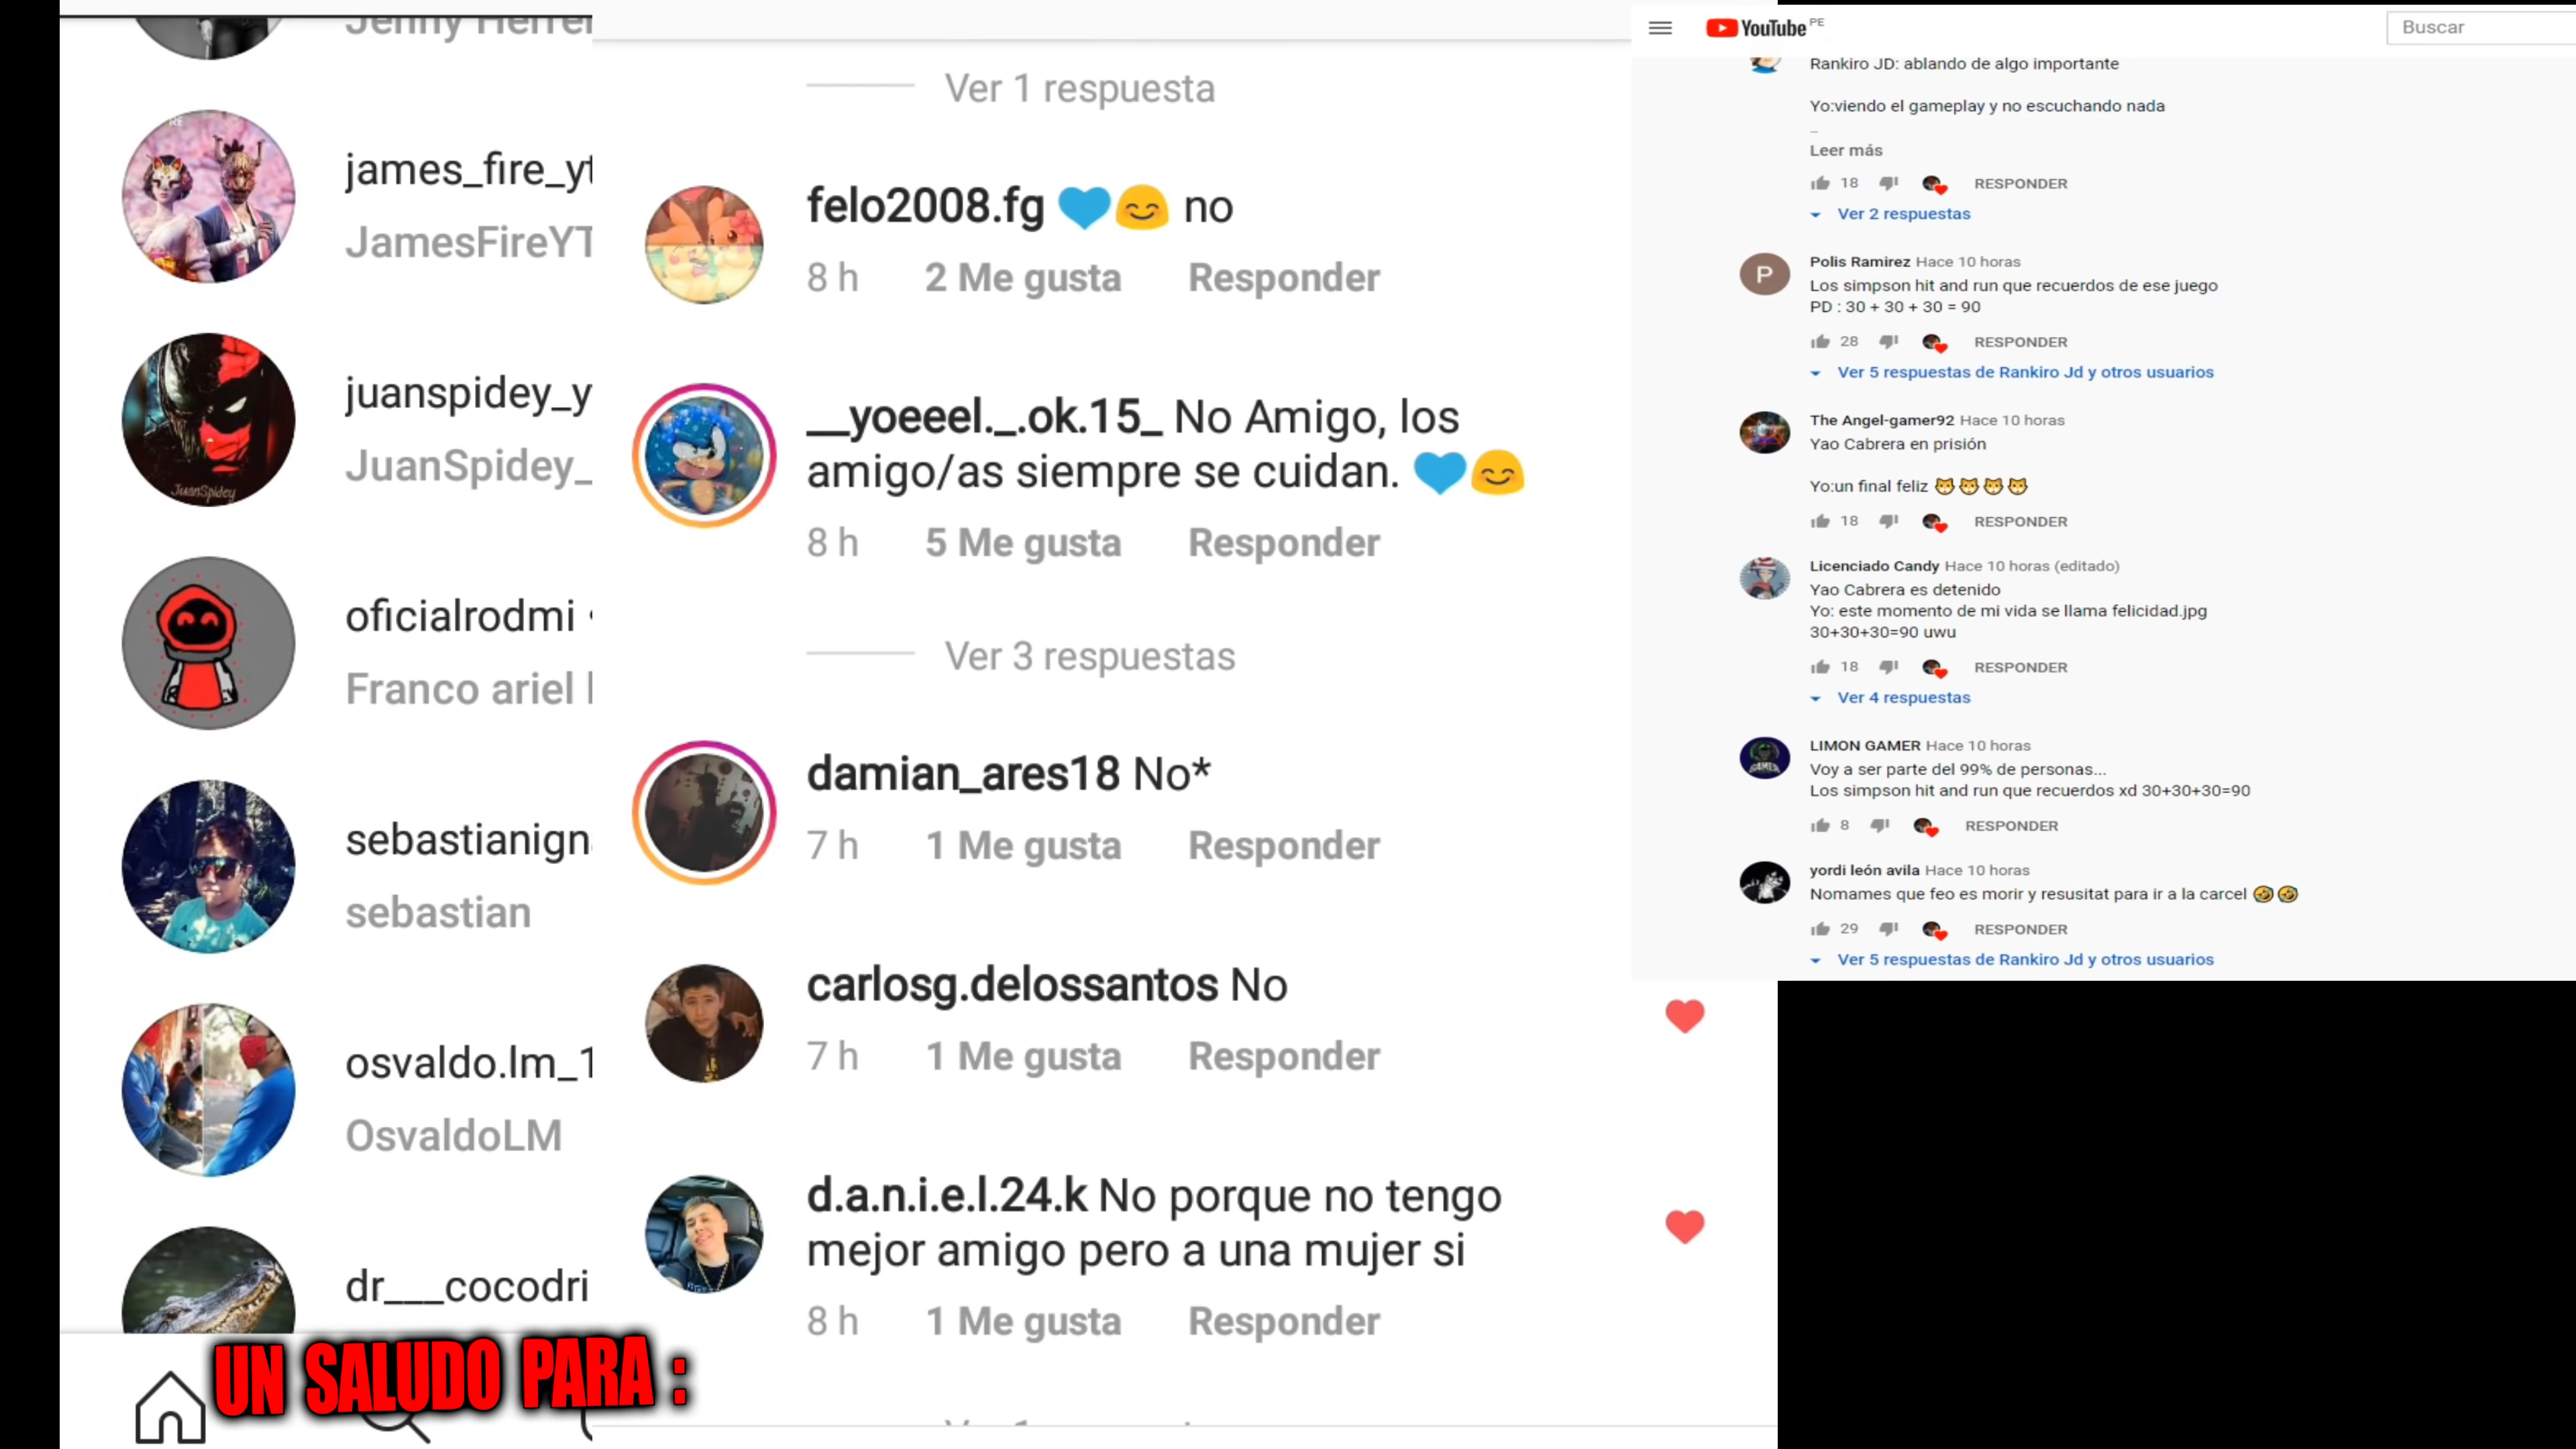 james_fire_yt
JamesFireYT
juanspidey_y
JuanSpidey_
JuanSpidey
oficialrodmi
Franco ariel
sebastianign
sebastian
osvaldo.lm_1
OsvaldoLM
dr___cocodri
UN SALUDO PARA :
Ver 1 respuesta
felo2008.fg 💙😊 no
8 h 2 Me gusta Responder
__yoeeel._.ok.15_ No Amigo, los
amigo/as siempre se cuidan. 💙😊
8 h 5 Me gusta Responder
Ver 3 respuestas
damian_ares18 No*
7 h 1 Me gusta Responder
carlosg.delossantos No
7 h 1 Me gusta Responder
d.a.n.i.e.l.24.k No porque no tengo
mejor amigo pero a una mujer si
8 h 1 Me gusta Responder
YouTube PE
Buscar
Rankiro JD: ablando de algo importante
Yo:viendo el gameplay y no escuchando nada
_
Leer más
18 RESPONDER
Ver 2 respuestas
P
Polis Ramirez Hace 10 horas
Los simpson hit and run que recuerdos de ese juego
PD : 30 + 30 + 30 = 90
28 RESPONDER
Ver 5 respuestas de Rankiro Jd y otros usuarios
The Angel-gamer92 Hace 10 horas
Yao Cabrera en prisión
Yo:un final feliz 🐱🐱🐱🐱
18 RESPONDER
Licenciado Candy Hace 10 horas (editado)
Yao Cabrera es detenido
Yo: este momento de mi vida se llama felicidad.jpg
30+30+30=90 uwu
18 RESPONDER
Ver 4 respuestas
LIMON GAMER Hace 10 horas
Voy a ser parte del 99% de personas...
Los simpson hit and run que recuerdos xd 30+30+30=90
8 RESPONDER
yordi león avila Hace 10 horas
Nomames que feo es morir y resusitat para ir a la carcel 🤣🤣
29 RESPONDER
Ver 5 respuestas de Rankiro Jd y otros usuarios